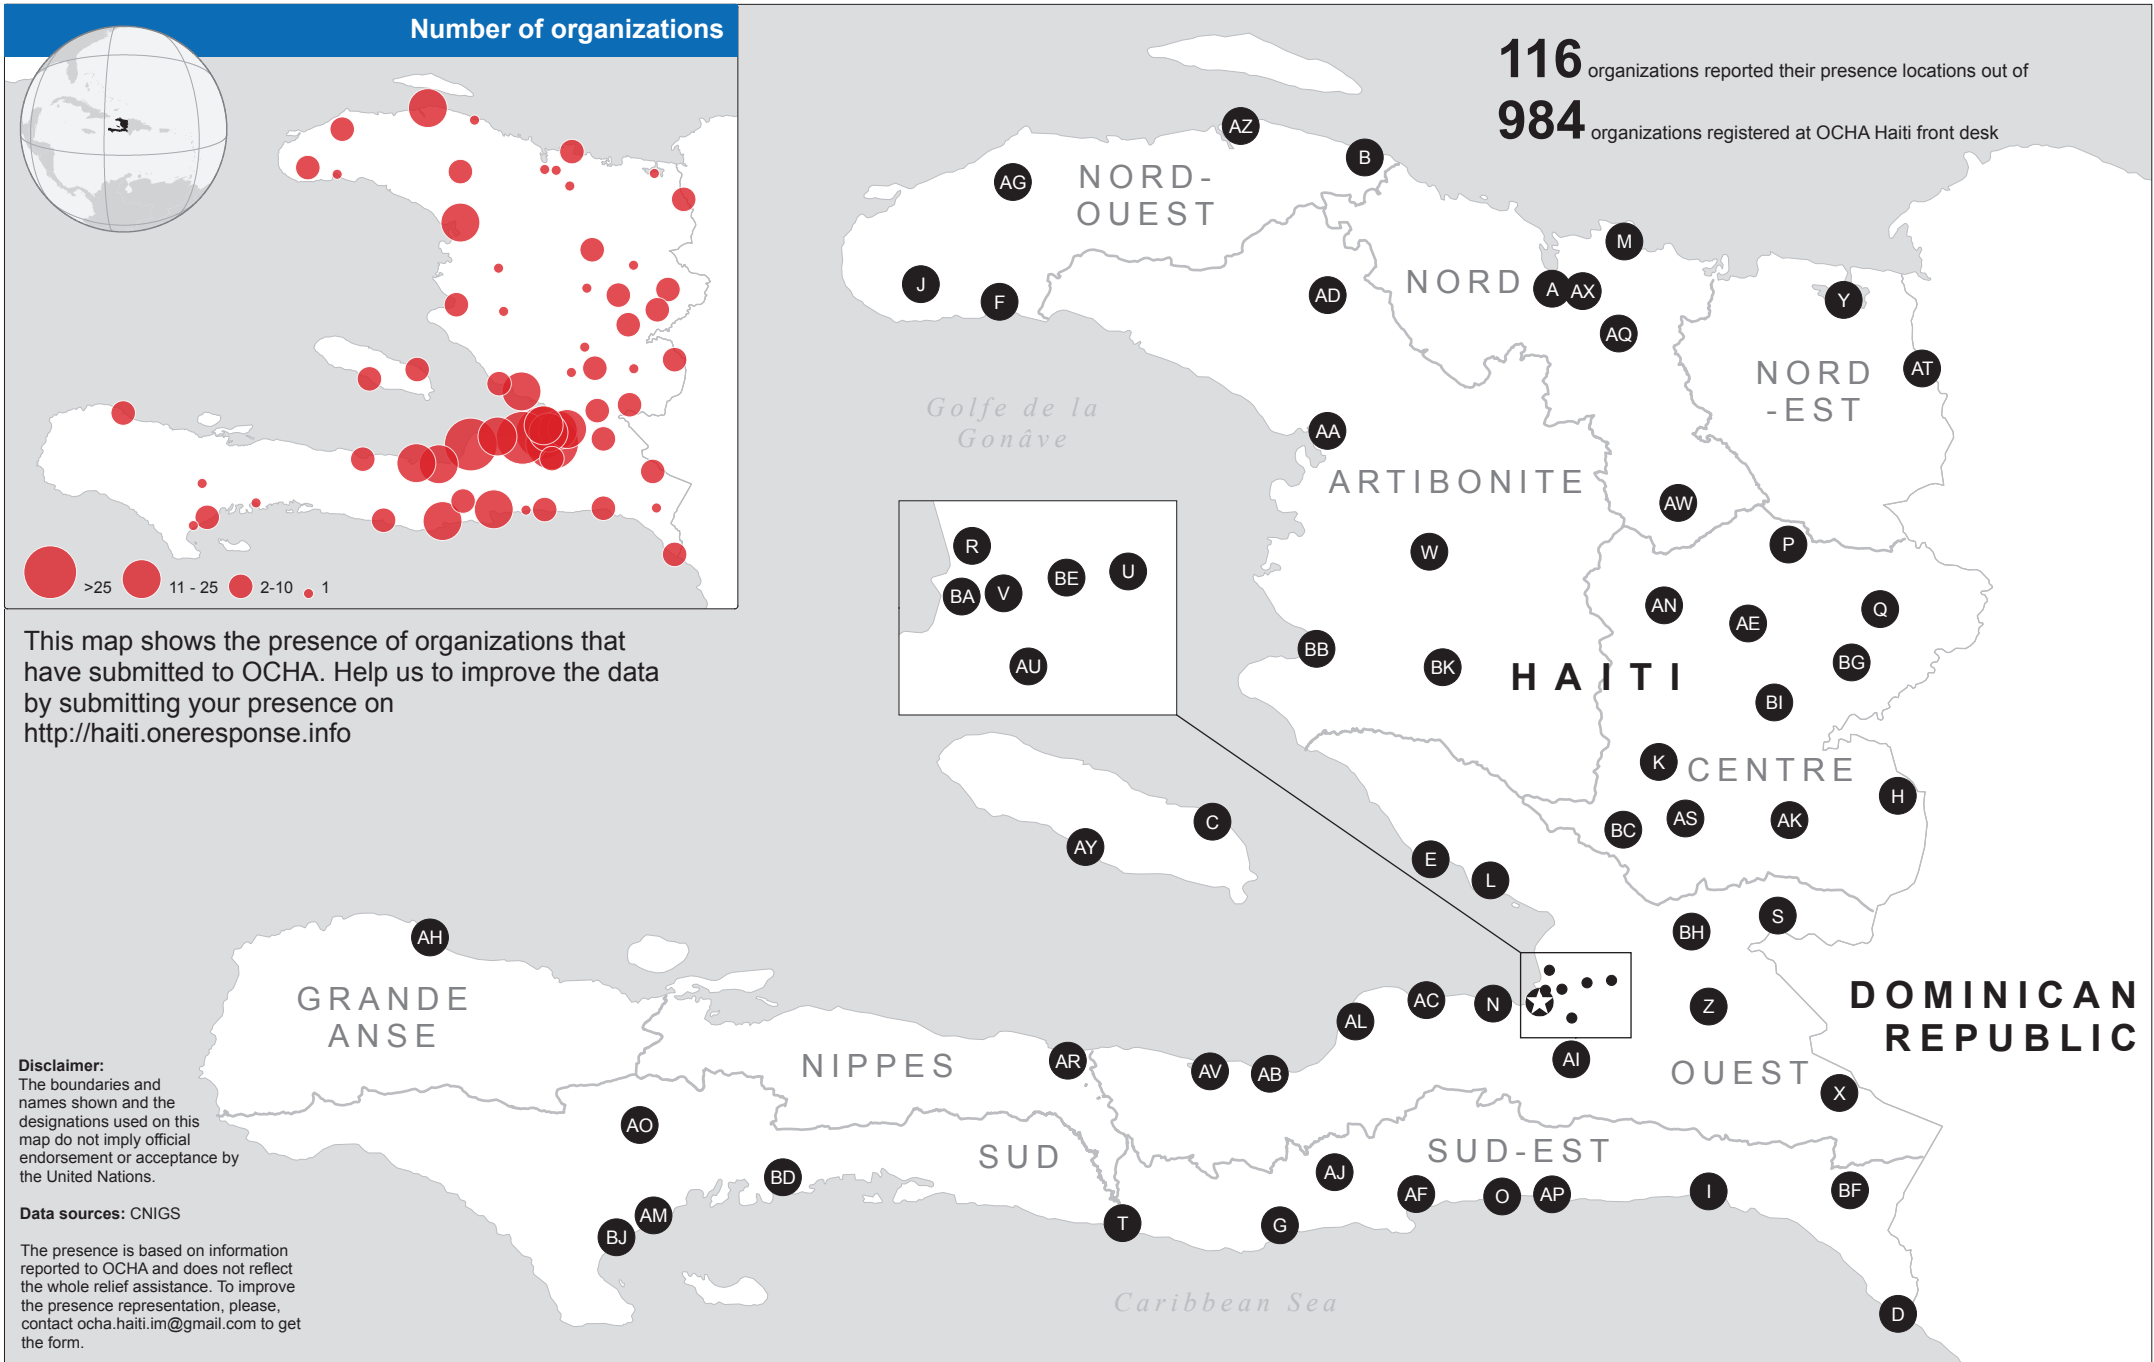 Number of organizations
>25
11 - 25
2-10
1
116 organizations reported their presence locations out of
984 organizations registered at OCHA Haiti front desk
This map shows the presence of organizations that
have submitted to OCHA. Help us to improve the data
by submitting your presence on
http://haiti.oneresponse.info
AZ
B
AG
NORD-
OUEST
M
J
F
AD
NORD
A
AX
Y
AQ
AT
NORD
-EST
Golfe de la
Gonâve
AA
ARTIBONITE
AW
R
BE
U
BA
V
AU
W
P
AN
AE
Q
BB
BK
HAITI
BG
BI
K
CENTRE
H
C
AY
BC
AS
AK
E
L
S
BH
AH
GRANDE
ANSE
DOMINICAN
REPUBLIC
AC
N
Z
AL
AI
OUEST
NIPPES
AR
AV
AB
X
AO
SUD
SUD-EST
AJ
BD
AF
O
AP
I
BF
AM
BJ
T
G
Caribbean Sea
D
Disclaimer:
The boundaries and
names shown and the
designations used on this
map do not imply official
endorsement or acceptance by
the United Nations.
Data sources: CNIGS
The presence is based on information
reported to OCHA and does not reflect
the whole relief assistance. To improve
the presence representation, please,
contact ocha.haiti.im@gmail.com to get
the form.